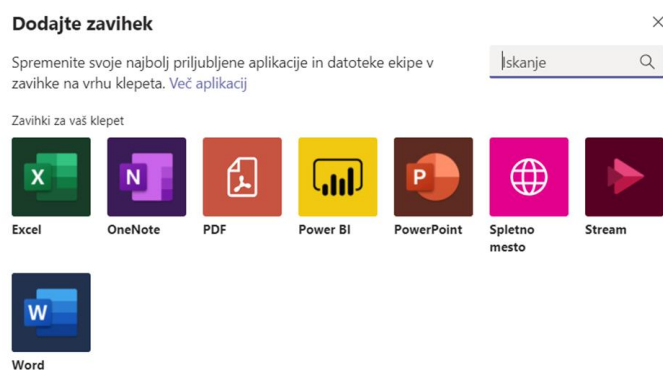 Dodajte zavihek
Spremenite svoje najbolj priljubljene aplikacije in datoteke ekipe v
zavihke na vrhu klepeta. Več aplikacij
Iskanje
Zavihki za vaš klepet
X
N
P
Excel
OneNote
PDF
Power BI
PowerPoint
Spletno
mesto
Stream
W
Word